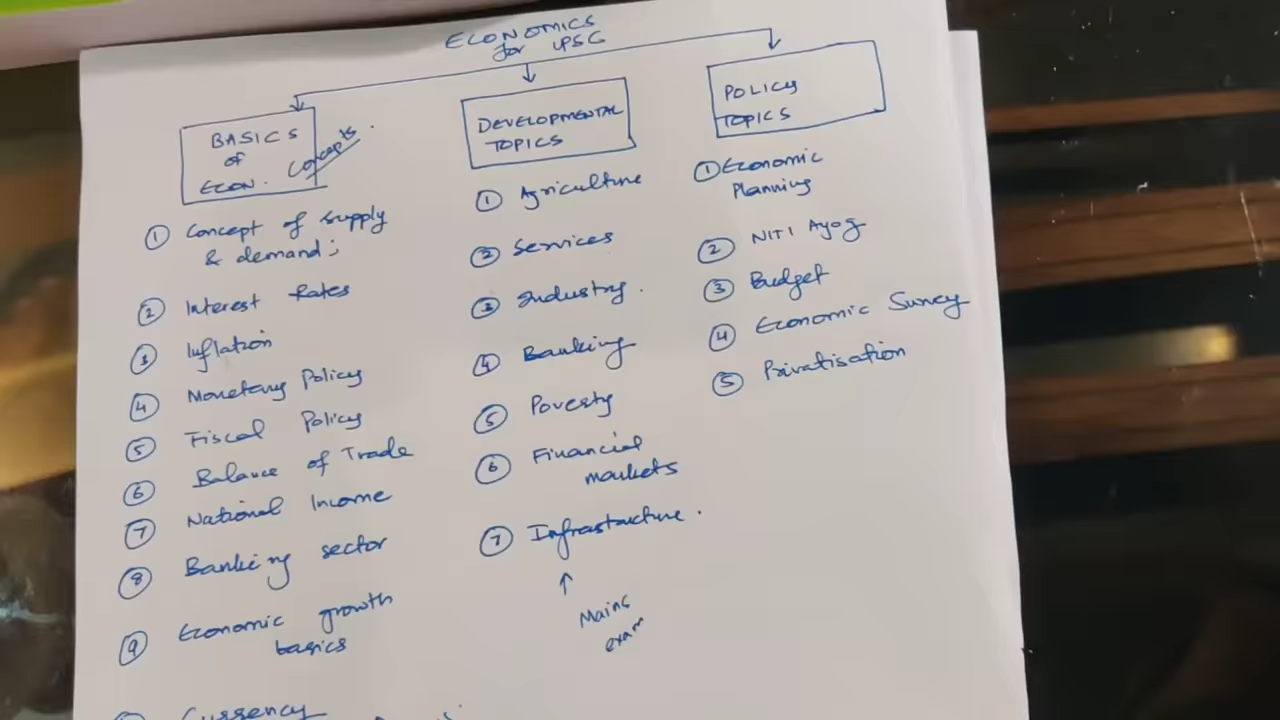 ECONOMICS
for UPSC
BASICS
of
ECON. Concepts.
① Concept of supply
& demand;
② Interest Rates
③ Inflation
④ Monetary Policy
⑤ Fiscal Policy
⑥ Balance of Trade
⑦ National Income
⑧ Banking sector
⑨ Economic growth
basics
Currency
DEVELOPMENTAL
TOPICS
① Agriculture
② Services
③ Industry.
④ Banking
⑤ Poverty
⑥ Financial
markets
⑦ Infrastructure.
↑
Mains
exam
POLICY
TOPICS
① Economic
Planning
② NITI Ayog
③ Budget
④ Economic Survey
⑤ Privatisation